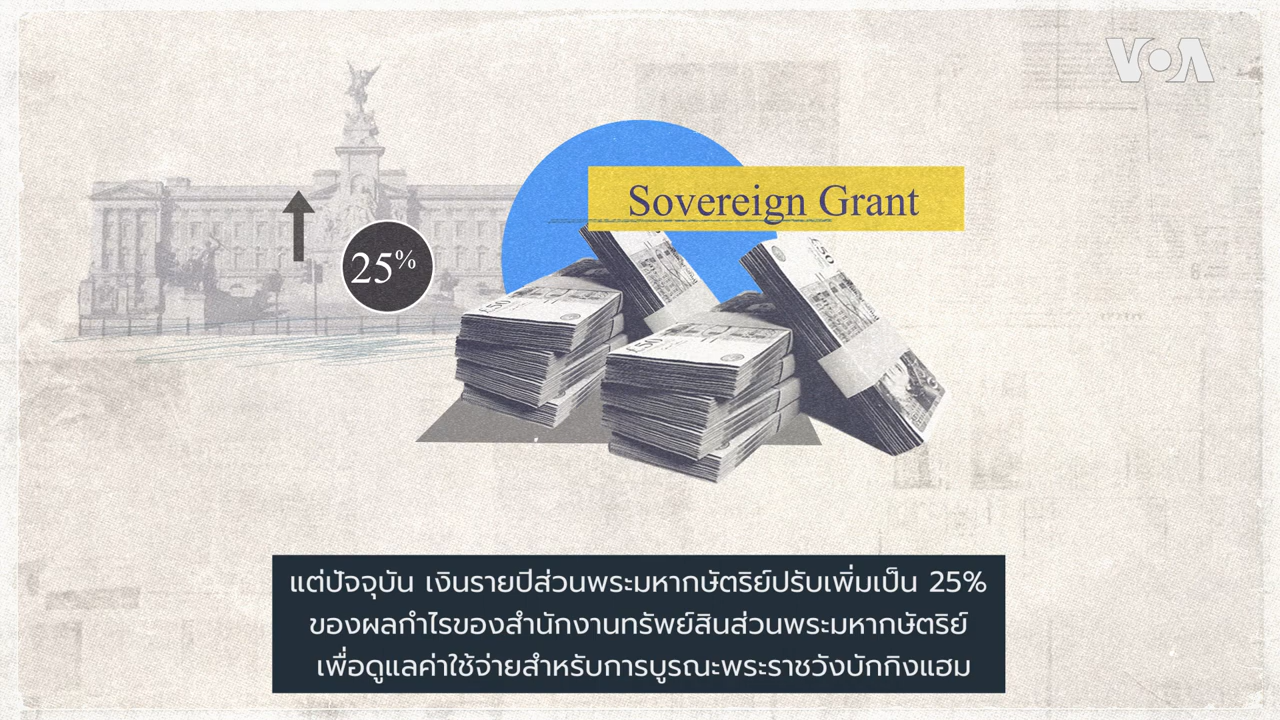 VOA
Sovereign Grant
25%
£50
£50
£50
แต่ปัจจุบัน เงินรายปีส่วนพระมหากษัตริย์ปรับเพิ่มเป็น 25%
ของผลกำไรของสำนักงานทรัพย์สินส่วนพระมหากษัตริย์
เพื่อดูแลค่าใช้จ่ายสำหรับการบูรณะพระราชวังบักกิงแฮม